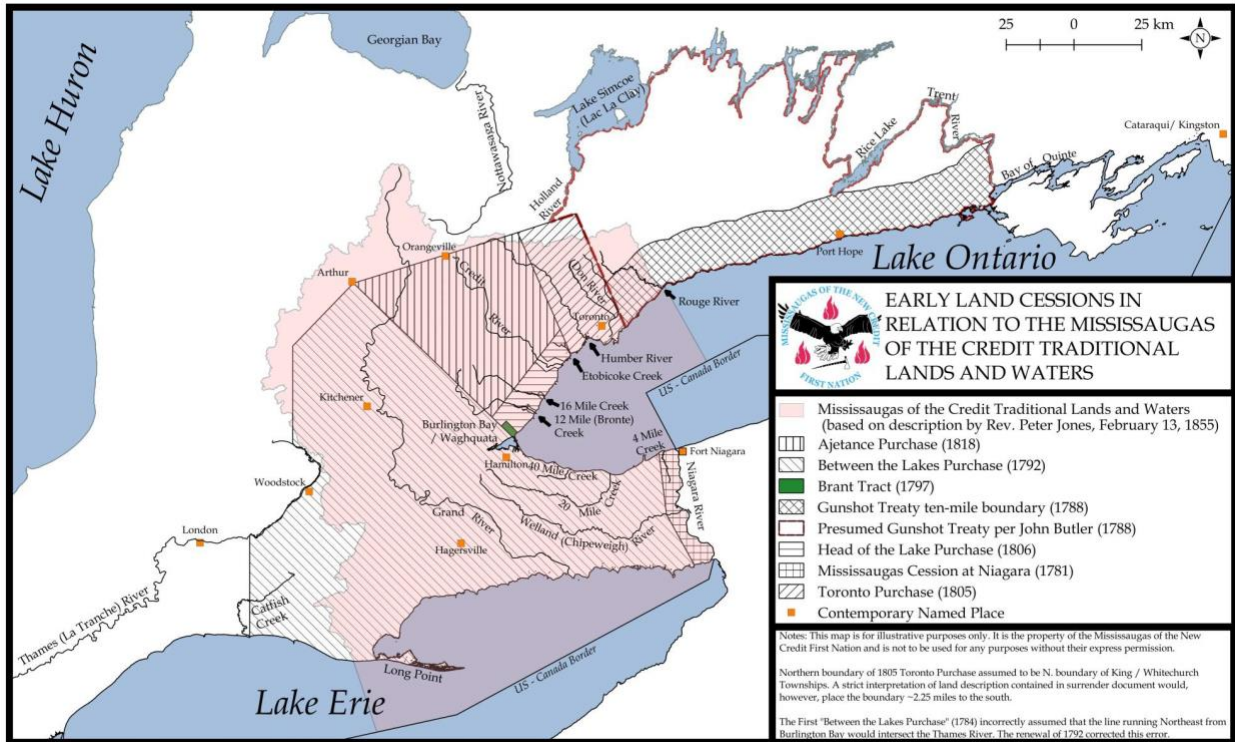 Georgian Bay
25 0 25 km
N
Lake Huron
Nottawasaga River
Lake Simcoe
(Lac La Clay)
Holland
River
Trent
River
Rice Lake
Cataraqui/ Kingston
Bay of Quinte
Port Hope
Lake Ontario
Orangeville
Arthur
Credit
River
Don River
Toronto
Rouge River
Humber River
Etobicoke Creek
16 Mile Creek
12 Mile (Bronte)
Creek
US - Canada Border
Kitchener
Burlington Bay
/ Waghquata
Hamilton
40 Mile Creek
4 Mile
Creek
Fort Niagara
Niagara River
20 Mile Creek
Welland (Chipeweigh) River
Woodstock
Grand
River
Hagersville
London
Thames (La Tranche) River
Catfish
Creek
Long Point
US - Canada Border
Lake Erie
MISSISSAUGAS OF THE NEW CREDIT
FIRST NATION
EARLY LAND CESSIONS IN
RELATION TO THE MISSISSAUGAS
OF THE CREDIT TRADITIONAL
LANDS AND WATERS
Mississaugas of the Credit Traditional Lands and Waters
(based on description by Rev. Peter Jones, February 13, 1855)
Ajetance Purchase (1818)
Between the Lakes Purchase (1792)
Brant Tract (1797)
Gunshot Treaty ten-mile boundary (1788)
Presumed Gunshot Treaty per John Butler (1788)
Head of the Lake Purchase (1806)
Mississaugas Cession at Niagara (1781)
Toronto Purchase (1805)
Contemporary Named Place
Notes: This map is for illustrative purposes only. It is the property of the Mississaugas of the New
Credit First Nation and is not to be used for any purposes without their express permission.
Northern boundary of 1805 Toronto Purchase assumed to be N. boundary of King / Whitechurch
Townships. A strict interpretation of land description contained in surrender document would,
however, place the boundary ~2.25 miles to the south.
The First "Between the Lakes Purchase" (1784) incorrectly assumed that the line running Northeast from
Burlington Bay would intersect the Thames River. The renewal of 1792 corrected this error.